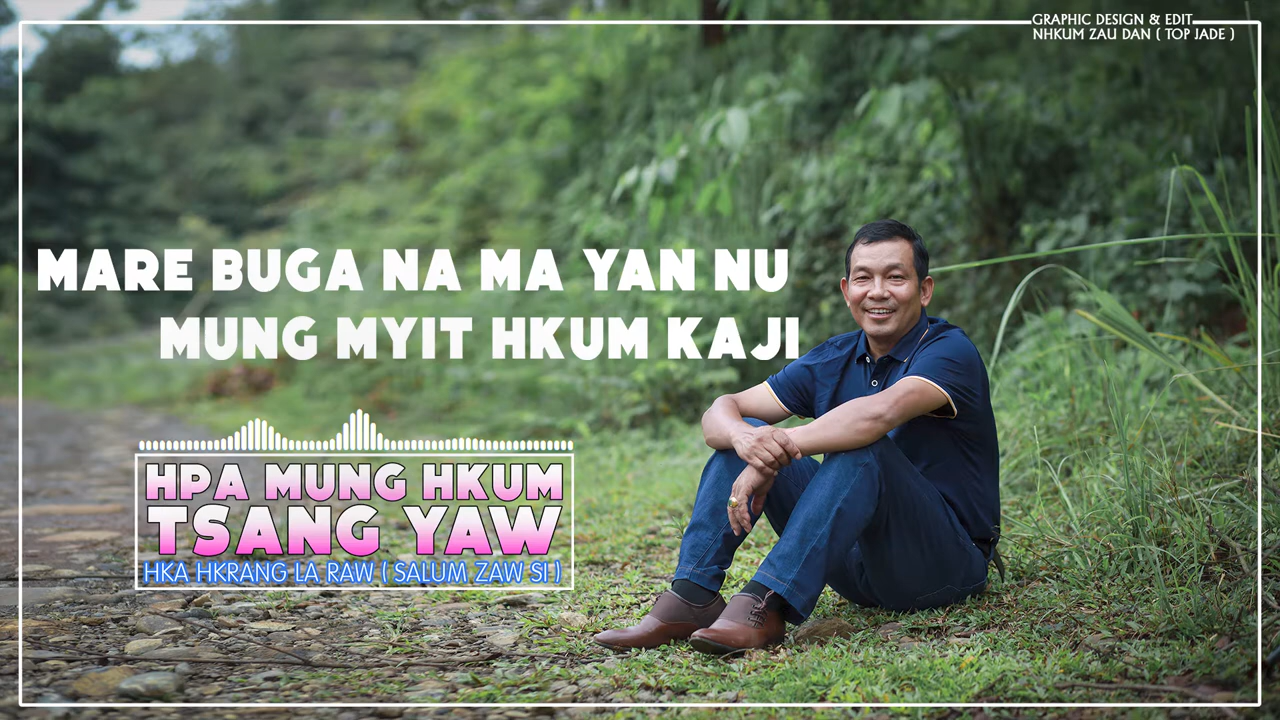 GRAPHIC DESIGN & EDIT
NHKUM ZAU DAN ( TOP JADE )
MARE BUGA NA MA YAN NU
MUNG MYIT HKUM KAJI
HPA MUNG HKUM
TSANG YAW
HKA HKRANG LA RAW ( SALUM ZAW SI )